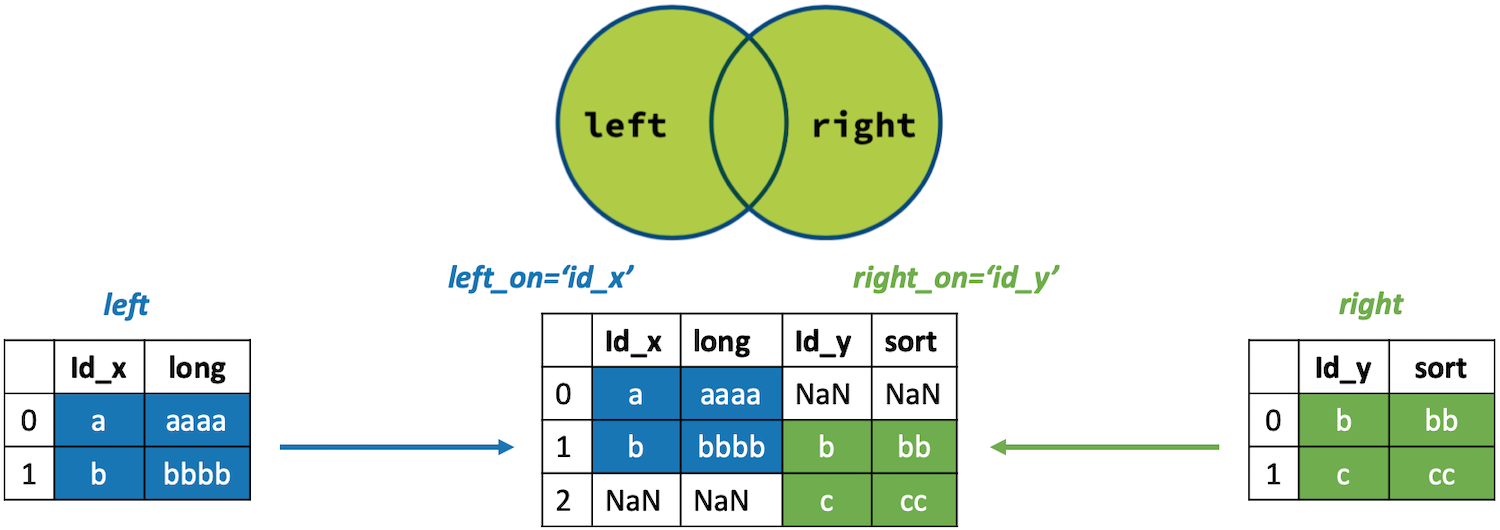 left right
left_on=‘id_x’ right_on=‘id_y’
left
Id_x long
0 a aaaa
1 b bbbb
Id_x long Id_y sort
0 a aaaa NaN NaN
1 b bbbb b bb
2 NaN NaN c cc
right
Id_y sort
0 b bb
1 c cc